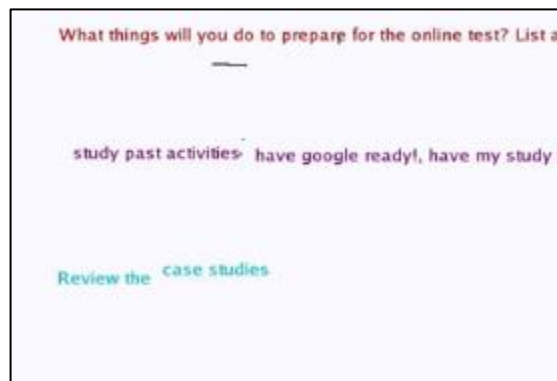 What things will you do to prepare for the online test? List a
study past activities have google ready!, have my study
Review the case studies